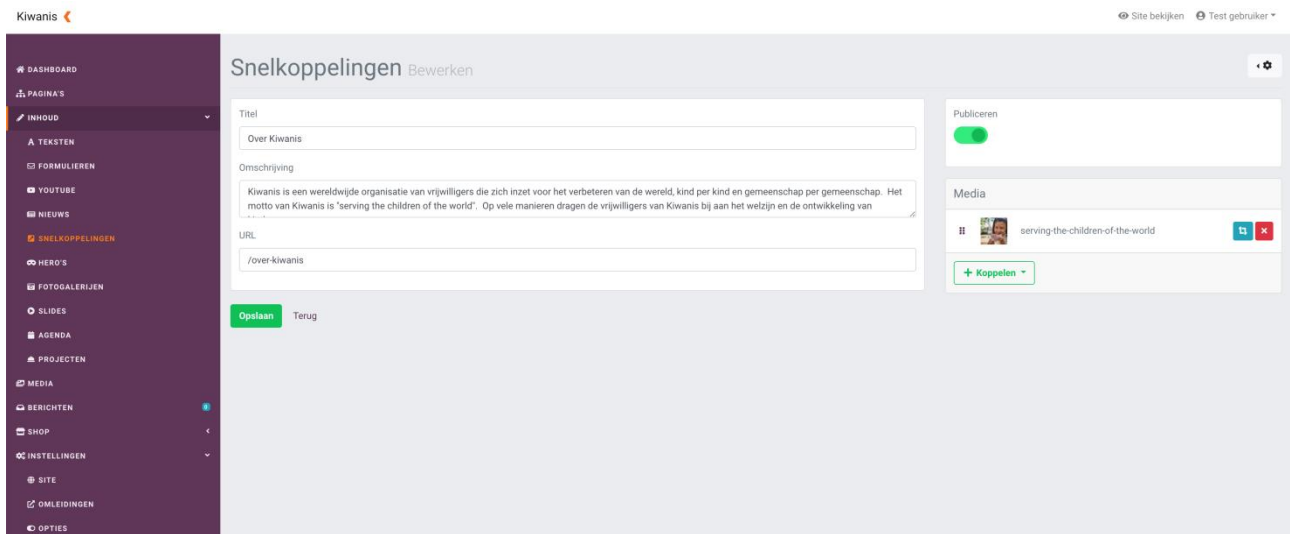 Kiwanis
Site bekijken
Test gebruiker
DASHBOARD
PAGINA'S
INHOUD
TEKSTEN
FORMULIEREN
YOUTUBE
NIEUWS
SNELKOPPELINGEN
HERO'S
FOTOGALERIJEN
SLIDES
AGENDA
PROJECTEN
MEDIA
BERICHTEN 0
SHOP
INSTELLINGEN
SITE
OMLEIDINGEN
OPTIES
Snelkoppelingen Bewerken
Titel
Over Kiwanis
Omschrijving
Kiwanis is een wereldwijde organisatie van vrijwilligers die zich inzet voor het verbeteren van de wereld, kind per kind en gemeenschap per gemeenschap. Het
motto van Kiwanis is "serving the children of the world". Op vele manieren dragen de vrijwilligers van Kiwanis bij aan het welzijn en de ontwikkeling van
URL
/over-kiwanis
Opslaan
Terug
Publiceren
Media
serving-the-children-of-the-world
+ Koppelen